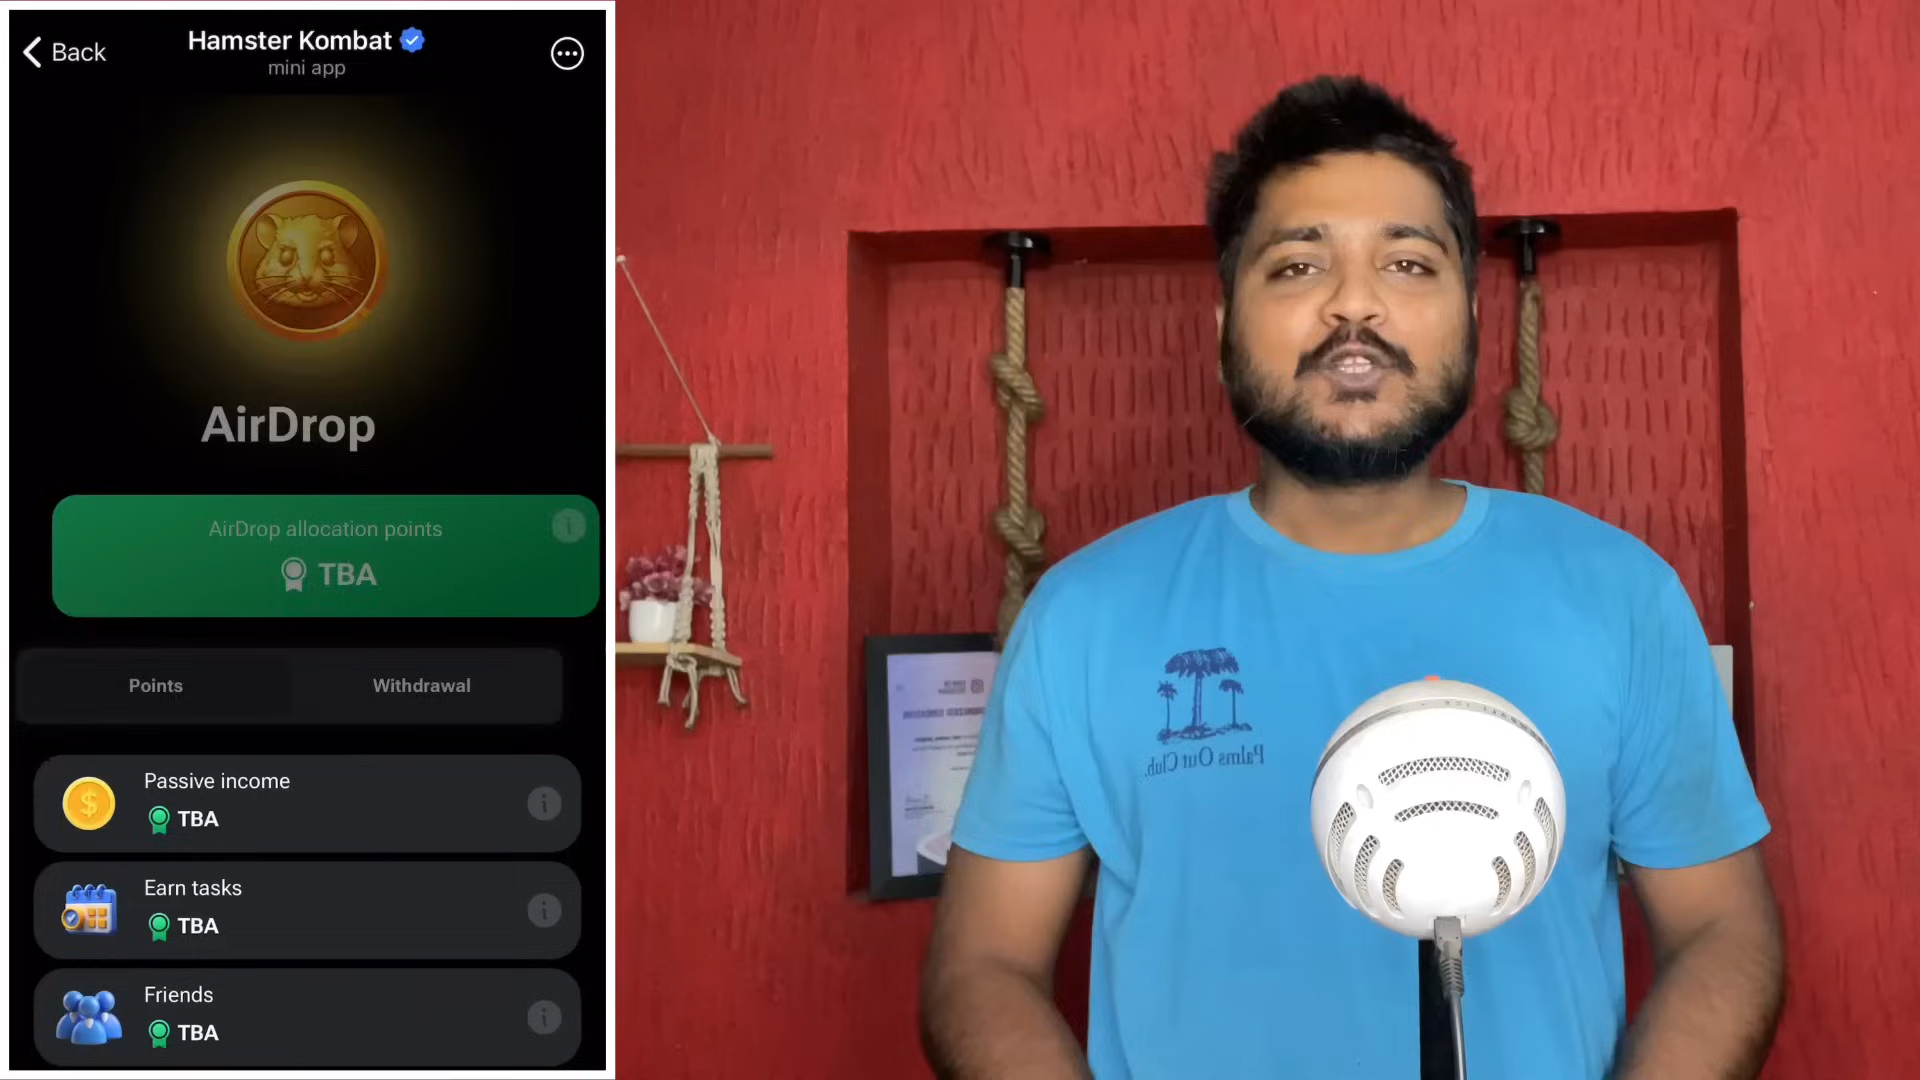 Back
Hamster Kombat
mini app
AirDrop
AirDrop allocation points
TBA
Points
Withdrawal
Passive income
TBA
Earn tasks
TBA
Friends
TBA
Palms Out Club.